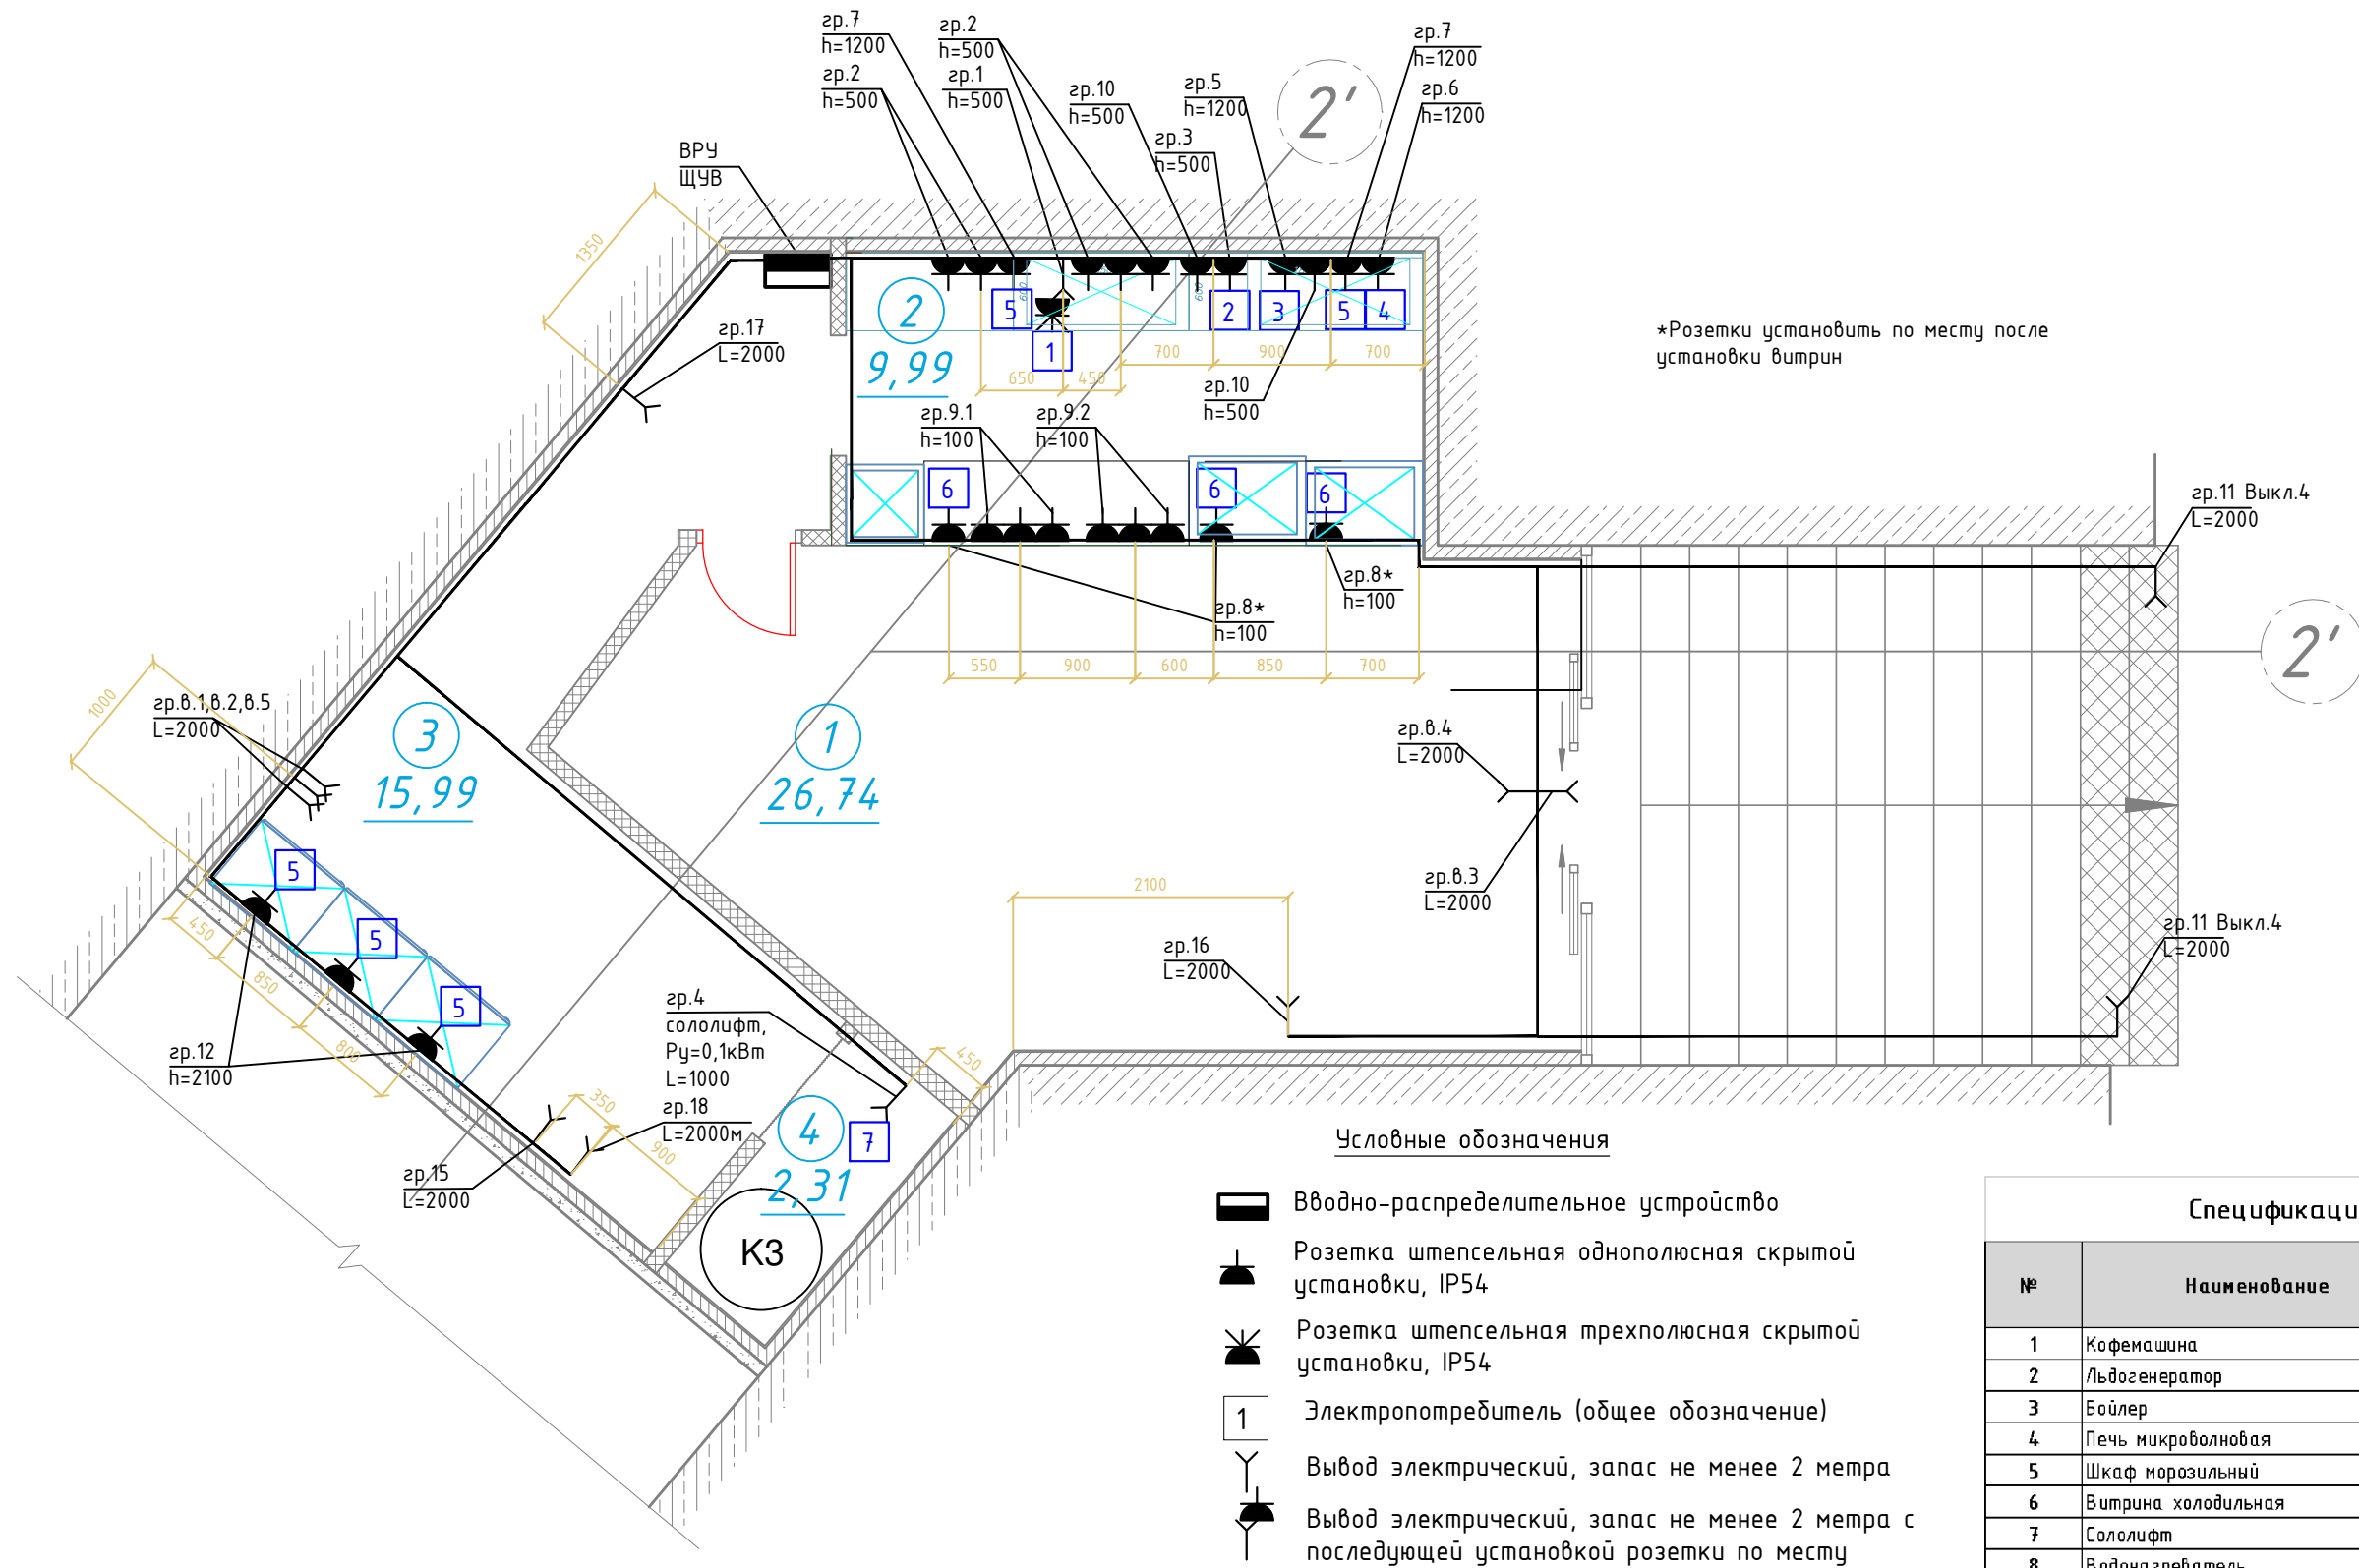 гр.7
h=1200
гр.2
h=500
гр.2
h=500
гр.1
h=500
гр.10
h=500
гр.5
h=1200
гр.3
h=500
гр.7
h=1200
гр.6
h=1200
2'
ВРУ
ЩУВ
1350
гр.17
L=2000
2
9,99
5
1
600
600
2
3
5
4
700
900
700
650
450
гр.10
h=500
*Розетки установить по месту после
установки витрин
гр.9.1
h=100
гр.9.2
h=100
6
6
6
гр.8*
h=100
гр.8*
h=100
550
900
600
850
700
гр.11 Выкл.4
L=2000
2'
1000
гр.в.1,в.2,в.5
L=2000
3
15,99
1
26,74
гр.в.4
L=2000
гр.в.3
L=2000
2100
гр.16
L=2000
гр.11 Выкл.4
L=2000
5
5
5
450
850
800
гр.12
h=2100
гр.4
сололифт,
Ру=0,1кВт
L=1000
гр.18
L=2000м
350
900
450
гр.15
L=2000
4
2,31
7
К3
Условные обозначения
Вводно-распределительное устройство
Розетка штепсельная однополюсная скрытой
установки, IP54
Розетка штепсельная трехполюсная скрытой
установки, IP54
1
Электропотребитель (общее обозначение)
Вывод электрический, запас не менее 2 метра
Вывод электрический, запас не менее 2 метра с
последующей установкой розетки по месту
Спецификаци
№ Наименование
1 Кофемашина
2 Льдогенератор
3 Бойлер
4 Печь микроволновая
5 Шкаф морозильный
6 Витрина холодильная
7 Сололифт
8 Водонагреватель